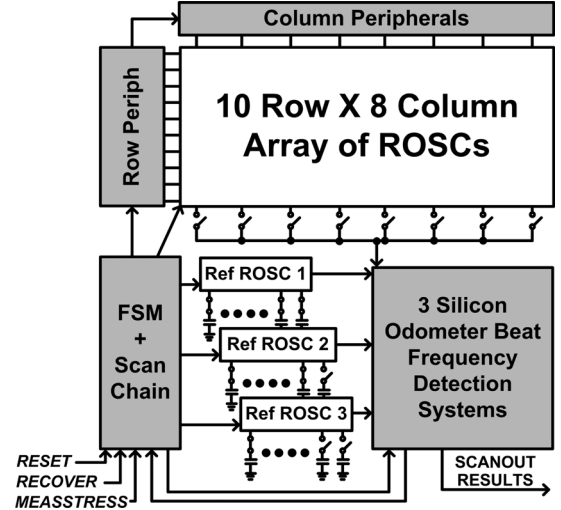 Column Peripherals
Row Periph
10 Row X 8 Column
Array of ROSCs
FSM
+
Scan
Chain
Ref ROSC 1
Ref ROSC 2
Ref ROSC 3
3 Silicon
Odometer Beat
Frequency
Detection
Systems
RESET
RECOVER
MEASSTRESS
SCANOUT
RESULTS